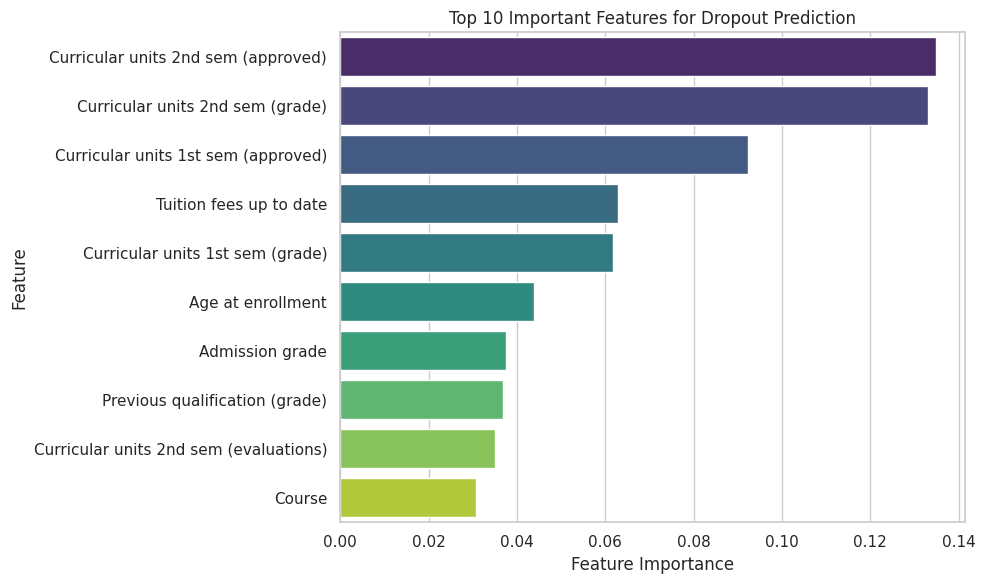 Top 10 Important Features for Dropout Prediction
Curricular units 2nd sem (approved)
Curricular units 2nd sem (grade)
Curricular units 1st sem (approved)
Tuition fees up to date
Curricular units 1st sem (grade)
Age at enrollment
Admission grade
Previous qualification (grade)
Curricular units 2nd sem (evaluations)
Course
Feature
0.00 0.02 0.04 0.06 0.08 0.10 0.12 0.14
Feature Importance